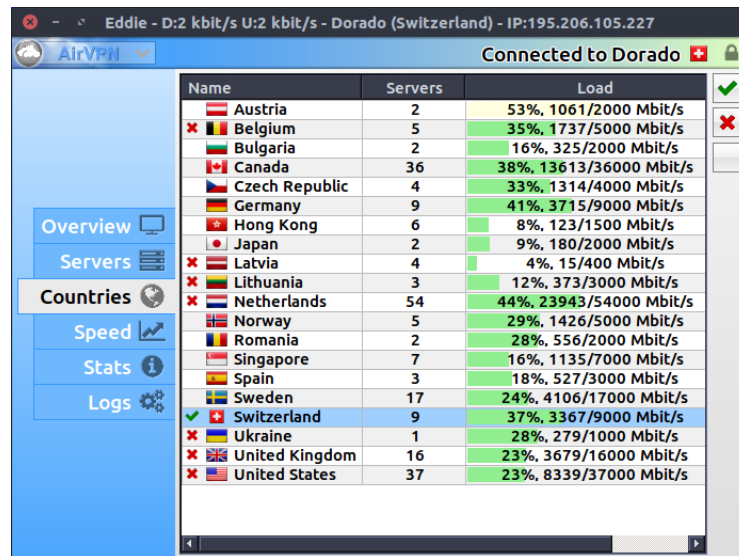 Eddie - D:2 kbit/s U:2 kbit/s - Dorado (Switzerland) - IP:195.206.105.227
AirVPN Connected to Dorado
Overview
Servers
Countries
Speed
Stats
Logs
Name Servers Load
Austria 2 53%, 1061/2000 Mbit/s
Belgium 5 35%, 1737/5000 Mbit/s
Bulgaria 2 16%, 325/2000 Mbit/s
Canada 36 38%, 13613/36000 Mbit/s
Czech Republic 4 33%, 1314/4000 Mbit/s
Germany 9 41%, 3715/9000 Mbit/s
Hong Kong 6 8%, 123/1500 Mbit/s
Japan 2 9%, 180/2000 Mbit/s
Latvia 4 4%, 15/400 Mbit/s
Lithuania 3 12%, 373/3000 Mbit/s
Netherlands 54 44%, 23943/54000 Mbit/s
Norway 5 29%, 1426/5000 Mbit/s
Romania 2 28%, 556/2000 Mbit/s
Singapore 7 16%, 1135/7000 Mbit/s
Spain 3 18%, 527/3000 Mbit/s
Sweden 17 24%, 4106/17000 Mbit/s
Switzerland 9 37%, 3367/9000 Mbit/s
Ukraine 1 28%, 279/1000 Mbit/s
United Kingdom 16 23%, 3679/16000 Mbit/s
United States 37 23%, 8339/37000 Mbit/s